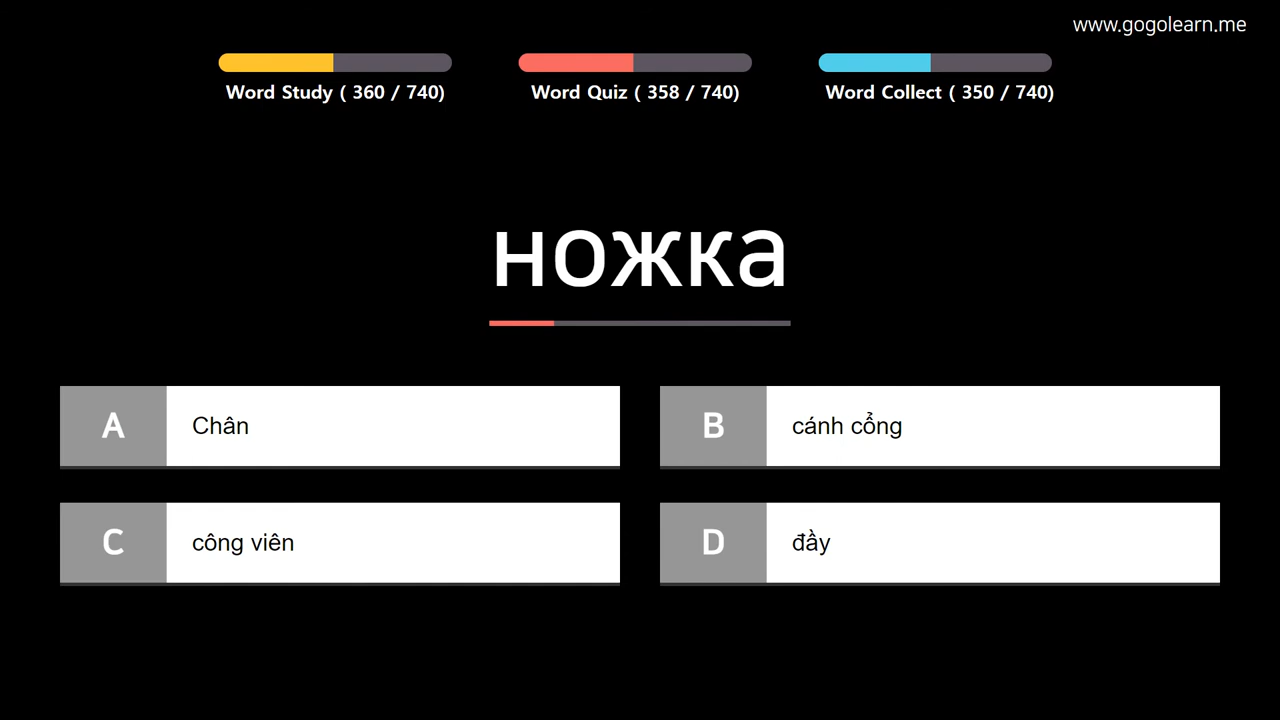 www.gogolearn.me
Word Study ( 360 / 740)
Word Quiz ( 358 / 740)
Word Collect ( 350 / 740)
ножка
A Chân
B cánh cổng
C công viên
D đầy